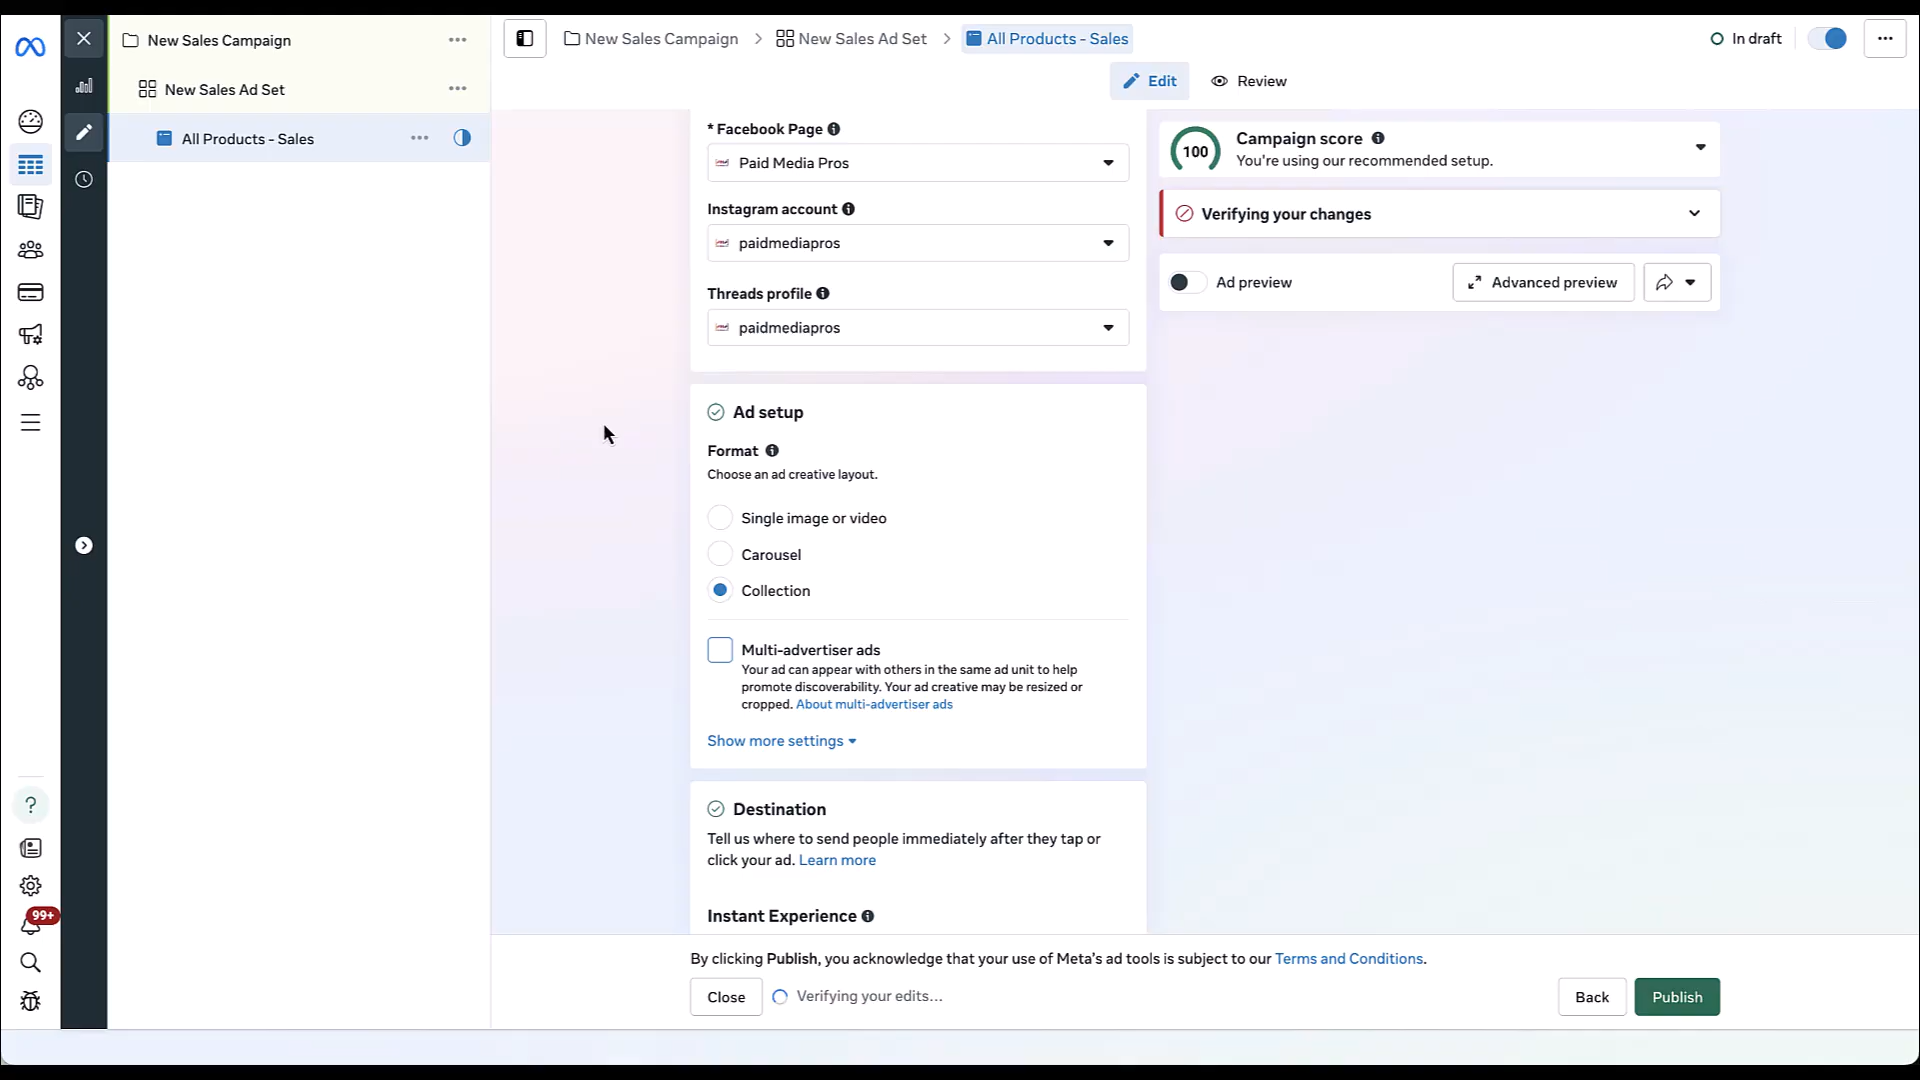 New Sales Campaign
New Sales Ad Set
All Products - Sales
New Sales Campaign
New Sales Ad Set
All Products - Sales
In draft
Edit
Review
* Facebook Page
Paid Media Pros
Instagram account
paidmediapros
Threads profile
paidmediapros
Ad setup
Format
Choose an ad creative layout.
Single image or video
Carousel
Collection
Multi-advertiser ads
Your ad can appear with others in the same ad unit to help
promote discoverability. Your ad creative may be resized or
cropped. About multi-advertiser ads
Show more settings
Destination
Tell us where to send people immediately after they tap or
click your ad. Learn more
Instant Experience
100
Campaign score
You're using our recommended setup.
Verifying your changes
Ad preview
Advanced preview
99+
By clicking Publish, you acknowledge that your use of Meta's ad tools is subject to our Terms and Conditions.
Close
Verifying your edits...
Back
Publish